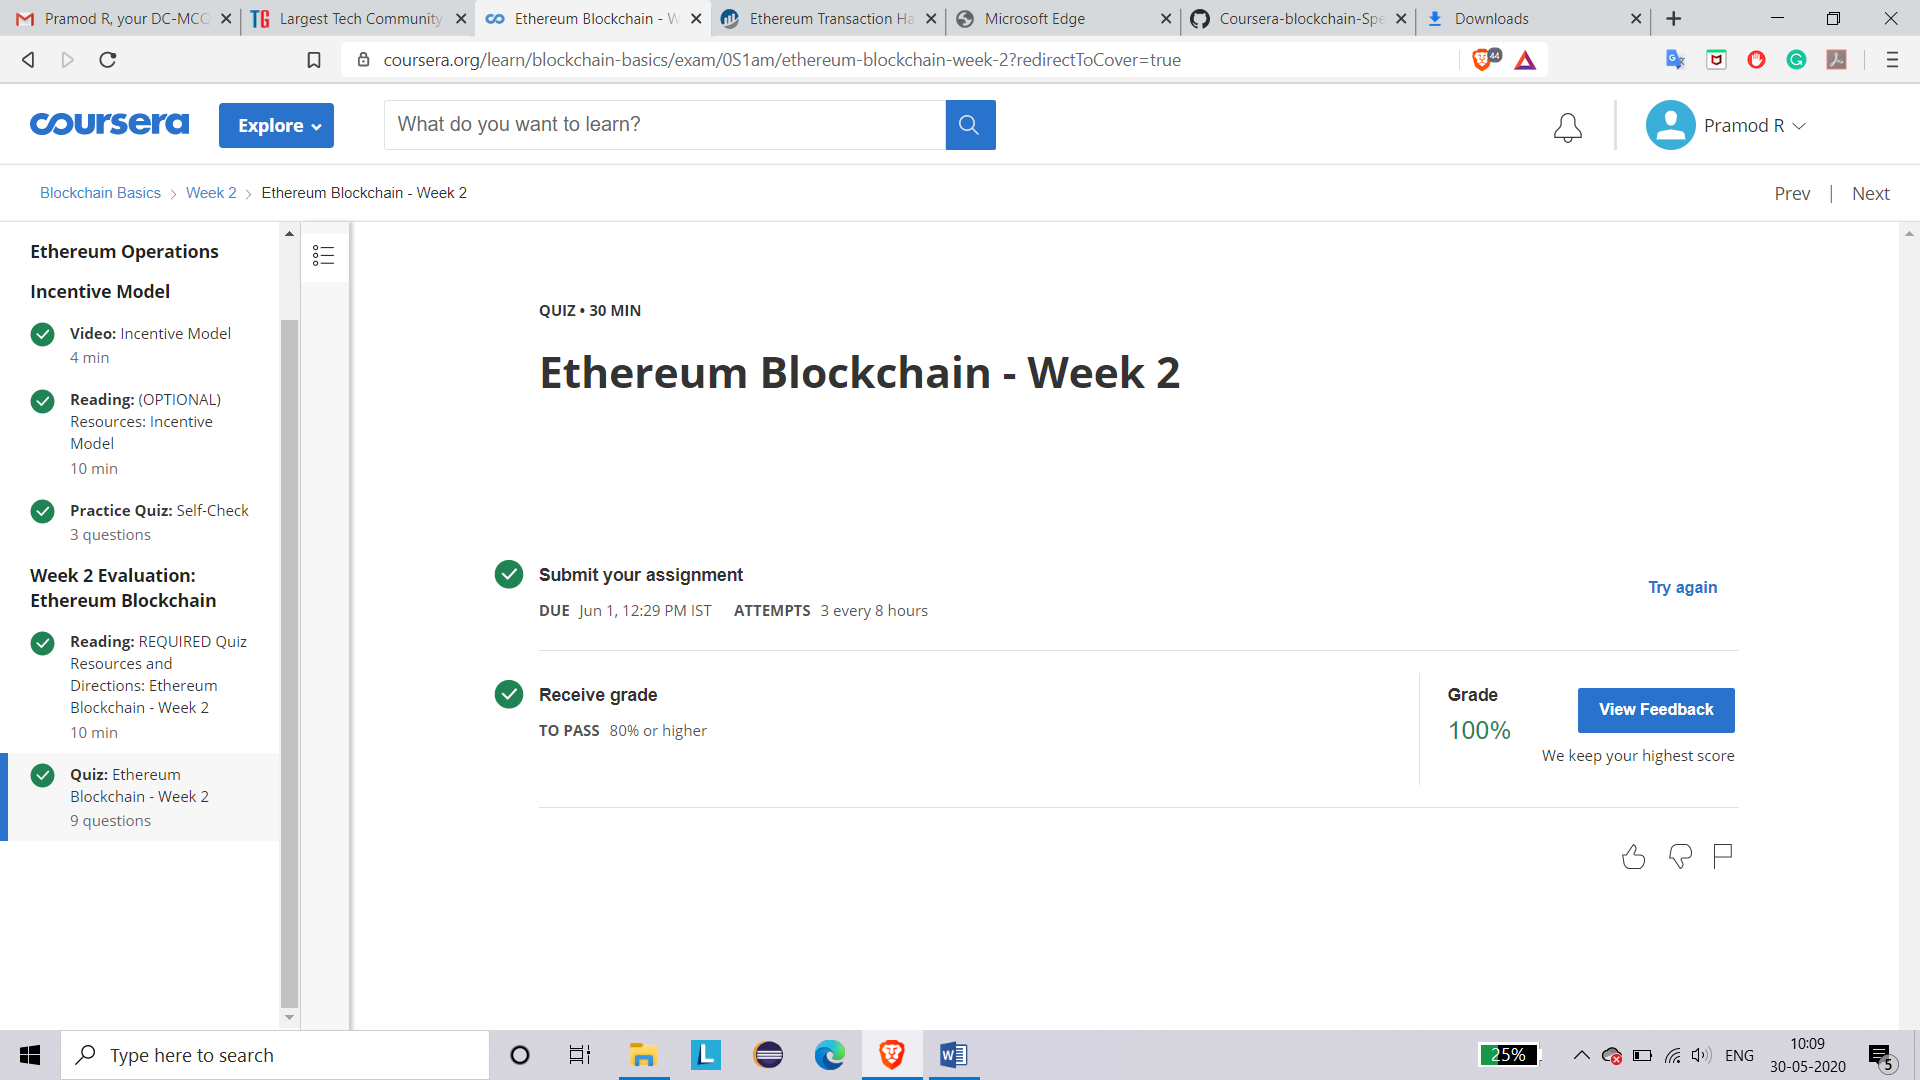 Pramod R, your DC-MCQ
Largest Tech Community
Ethereum Blockchain - W
Ethereum Transaction Ha
Microsoft Edge
Coursera-blockchain-Spe
Downloads
coursera.org/learn/blockchain-basics/exam/0S1am/ethereum-blockchain-week-2?redirectToCover=true
44
coursera
Explore
What do you want to learn?
Pramod R
Blockchain Basics > Week 2 > Ethereum Blockchain - Week 2
Prev | Next
Ethereum Operations
Incentive Model
Video: Incentive Model
4 min
Reading: (OPTIONAL)
Resources: Incentive
Model
10 min
Practice Quiz: Self-Check
3 questions
Week 2 Evaluation:
Ethereum Blockchain
Reading: REQUIRED Quiz
Resources and
Directions: Ethereum
Blockchain - Week 2
10 min
Quiz: Ethereum
Blockchain - Week 2
9 questions
QUIZ • 30 MIN
Ethereum Blockchain - Week 2
Submit your assignment
DUE Jun 1, 12:29 PM IST ATTEMPTS 3 every 8 hours
Try again
Receive grade
TO PASS 80% or higher
Grade
100%
View Feedback
We keep your highest score
Type here to search
25%
ENG
10:09
30-05-2020
5